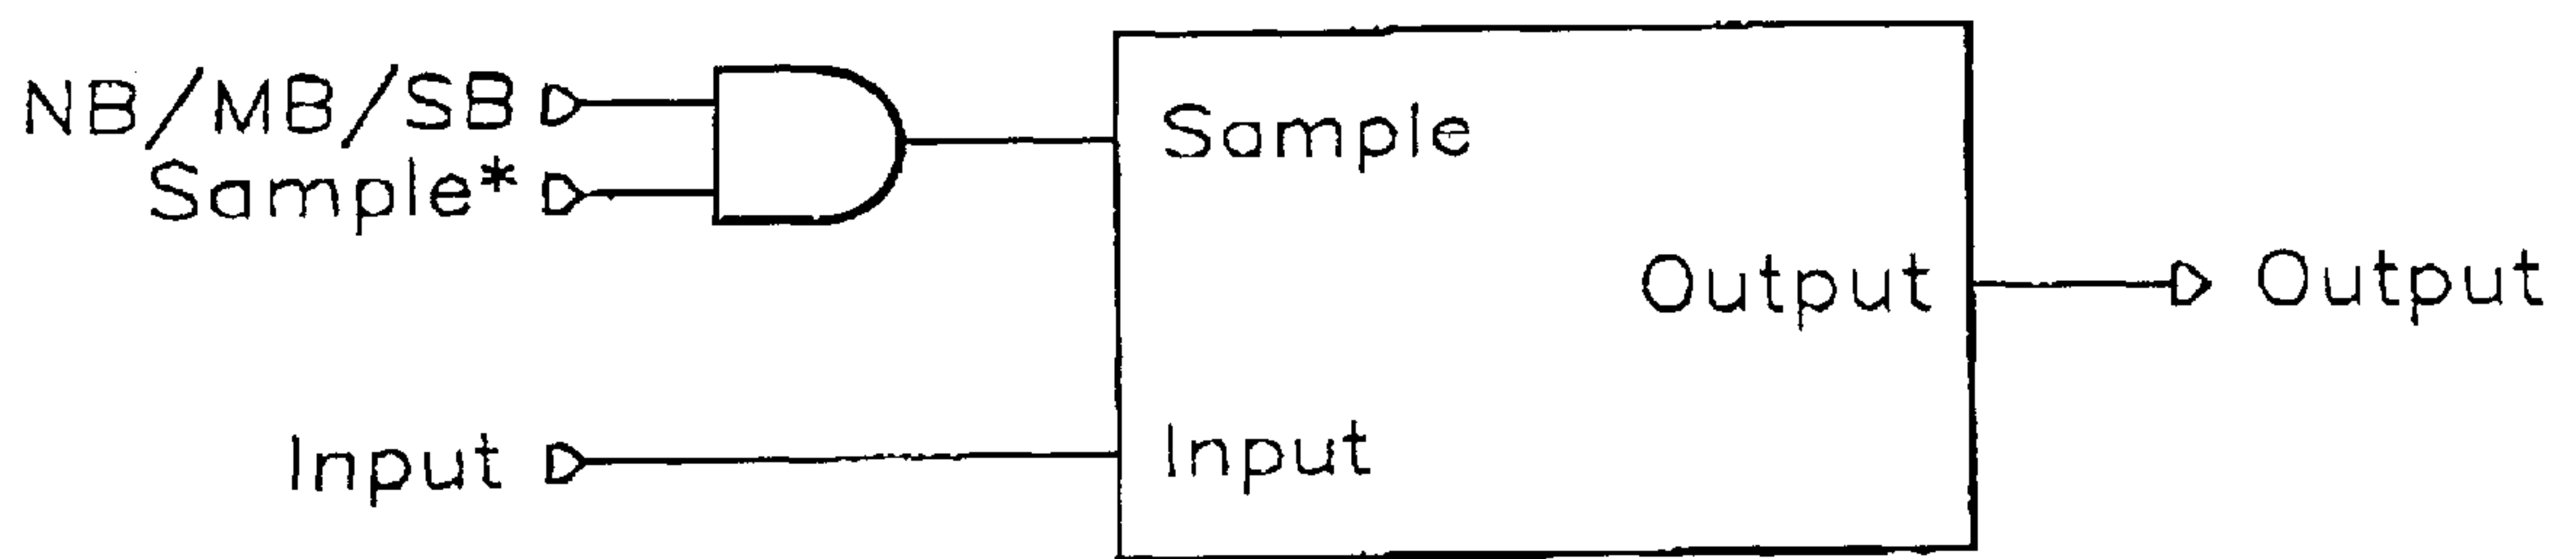 NB/MB/SB
Sample*
Sample
Output
Output
Input
Input